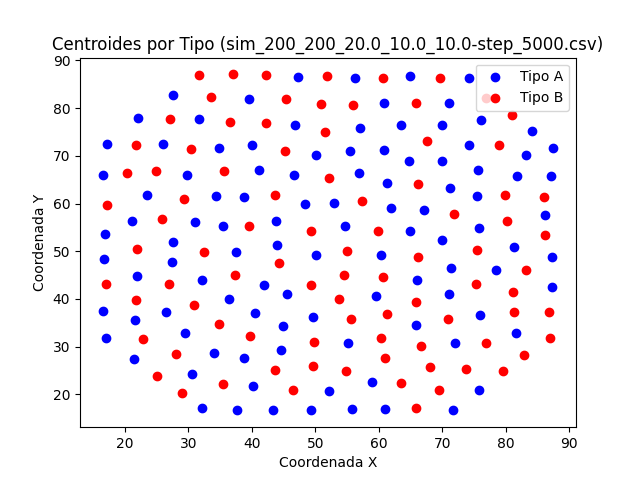 Centroides por Tipo (sim_200_200_20.0_10.0_10.0-step_5000.csv)
90
80
70
60
50
40
30
20
Coordenada Y
Tipo A
Tipo B
20 30 40 50 60 70 80 90
Coordenada X